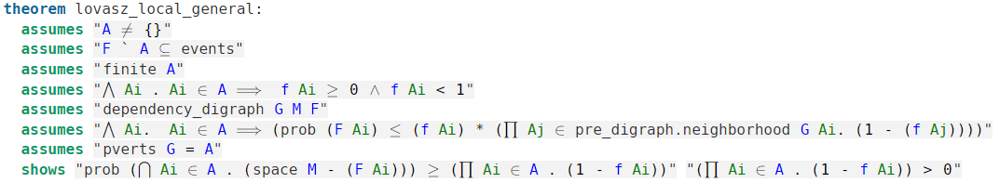 theorem lovasz_local_general:
assumes "A ≠ {}"
assumes "F ` A ⊆ events"
assumes "finite A"
assumes "⋀ Ai . Ai ∈ A ⟹ f Ai ≥ 0 ∧ f Ai < 1"
assumes "dependency_digraph G M F"
assumes "⋀ Ai. Ai ∈ A ⟹ (prob (F Ai) ≤ (f Ai) * (∏ Aj ∈ pre_digraph.neighborhood G Ai. (1 - (f Aj))))"
assumes "pverts G = A"
shows "prob (⋂ Ai ∈ A . (space M - (F Ai))) ≥ (∏ Ai ∈ A . (1 - f Ai))" "(∏ Ai ∈ A . (1 - f Ai)) > 0"